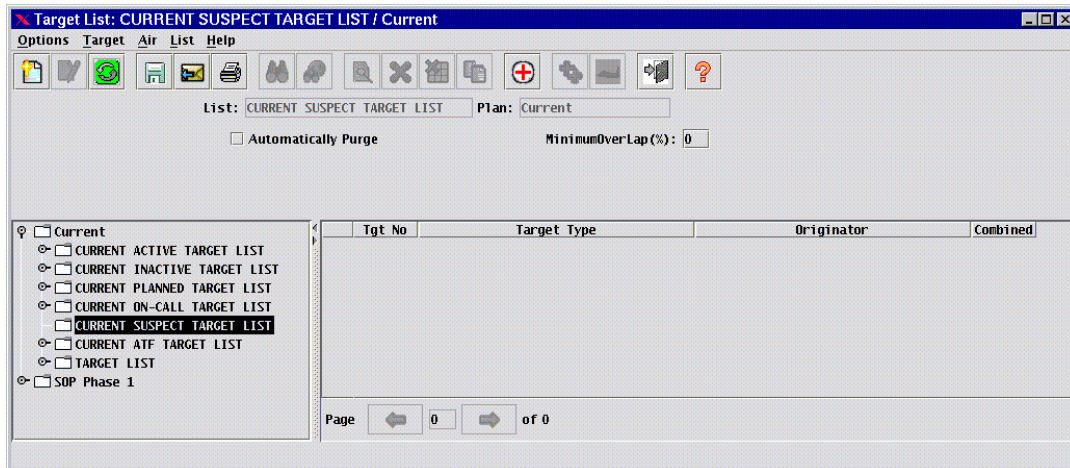 Target List: CURRENT SUSPECT TARGET LIST / Current
Options Target Air List Help
List: CURRENT SUSPECT TARGET LIST Plan: Current
Automatically Purge MinimumOverLap(%): 0
Current
CURRENT ACTIVE TARGET LIST
CURRENT INACTIVE TARGET LIST
CURRENT PLANNED TARGET LIST
CURRENT ON-CALL TARGET LIST
CURRENT SUSPECT TARGET LIST
CURRENT ATF TARGET LIST
TARGET LIST
SOP Phase 1
Tgt No Target Type Originator Combined
Page 0 of 0